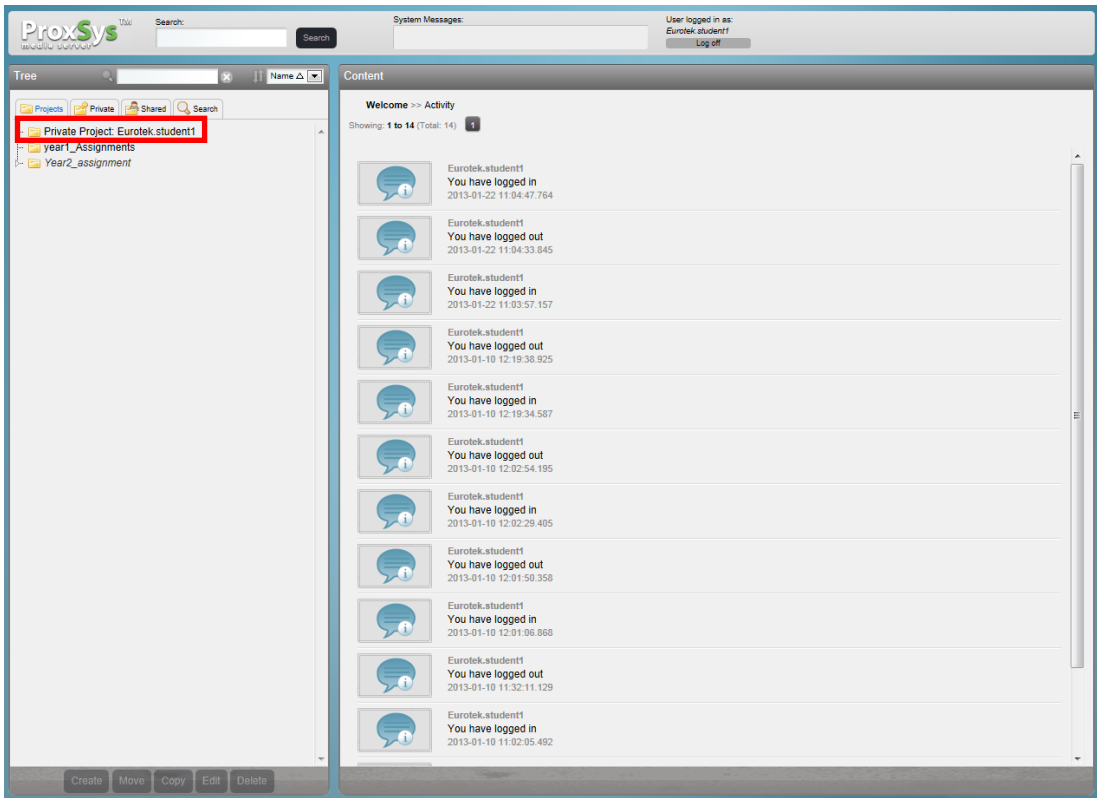 ProxSys™
media server
Search:
Search
System Messages:
User logged in as:
Eurotek.student1
Log off
Tree
Name
Projects Private Shared Search
Private Project: Eurotek.student1
year1_Assignments
Year2_assignment
Create Move Copy Edit Delete
Content
Welcome >> Activity
Showing: 1 to 14 (Total: 14) 1
Eurotek.student1
You have logged in
2013-01-22 11:04:47.764
Eurotek.student1
You have logged out
2013-01-22 11:04:33.845
Eurotek.student1
You have logged in
2013-01-22 11:03:57.157
Eurotek.student1
You have logged out
2013-01-10 12:19:38.925
Eurotek.student1
You have logged in
2013-01-10 12:19:34.587
Eurotek.student1
You have logged out
2013-01-10 12:02:54.195
Eurotek.student1
You have logged in
2013-01-10 12:02:29.405
Eurotek.student1
You have logged out
2013-01-10 12:01:50.358
Eurotek.student1
You have logged in
2013-01-10 12:01:06.868
Eurotek.student1
You have logged out
2013-01-10 11:32:11.129
Eurotek.student1
You have logged in
2013-01-10 11:02:05.492